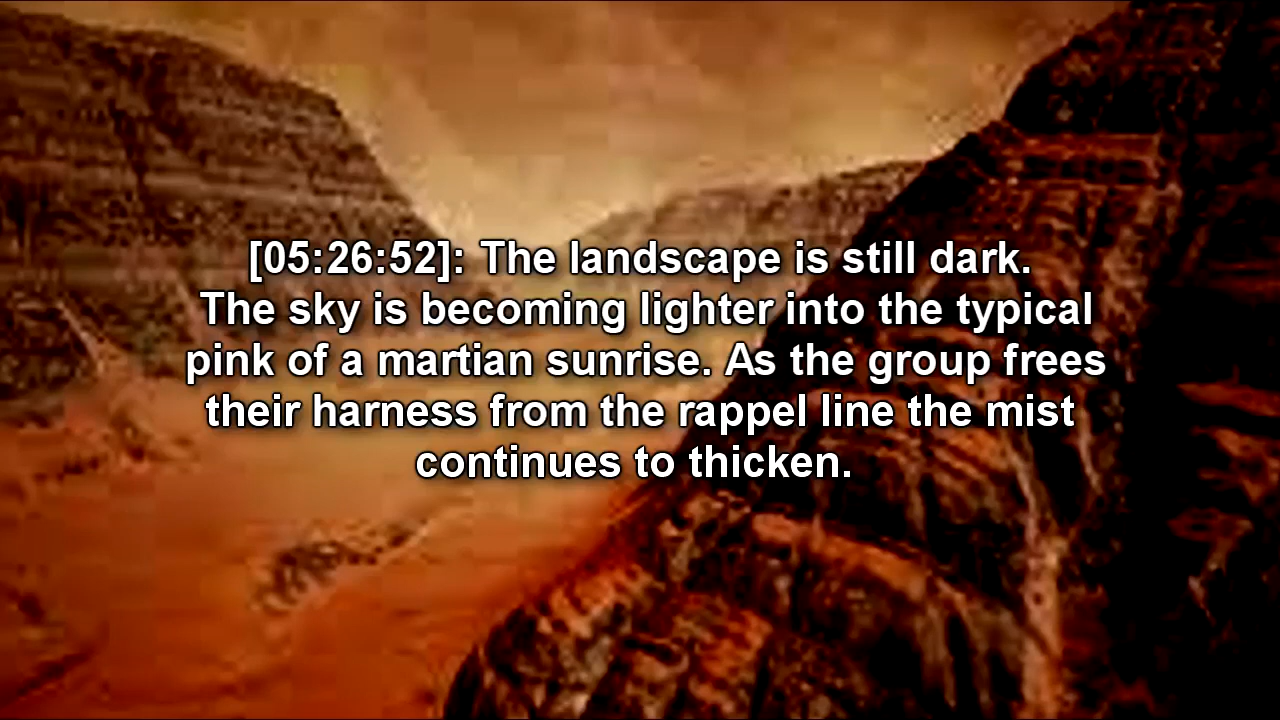 [05:26:52]: The landscape is still dark.
The sky is becoming lighter into the typical
pink of a martian sunrise. As the group frees
their harness from the rappel line the mist
continues to thicken.